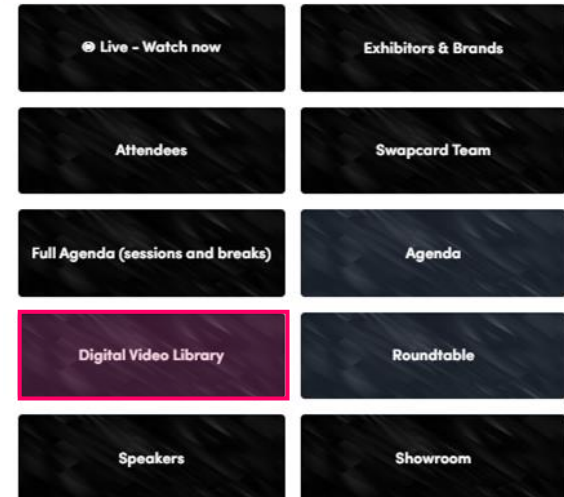 Live - Watch now
Exhibitors & Brands
Attendees
Swapcard Team
Full Agenda (sessions and breaks)
Agenda
Digital Video Library
Roundtable
Speakers
Showroom